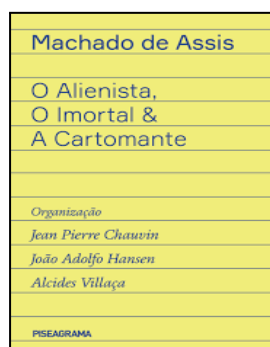 Machado de Assis
O Alienista,
O Imortal &
A Cartomante
Organização
Jean Pierre Chauvin
João Adolfo Hansen
Alcides Villaça
PISEAGRAMA